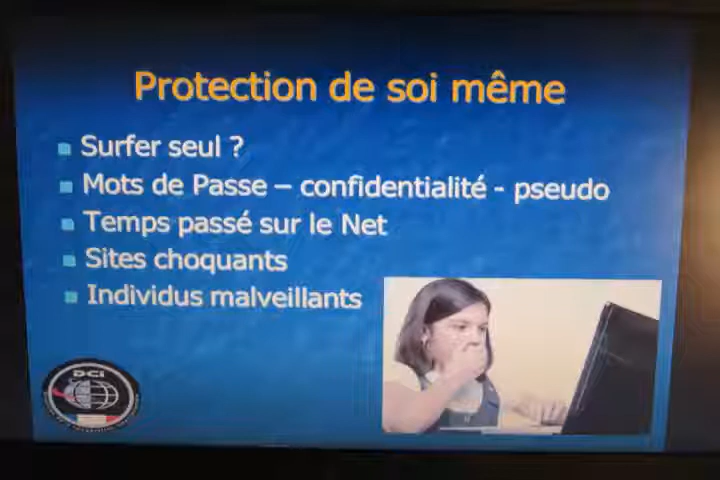 Protection de soi même
Surfer seul ?
Mots de Passe – confidentialité - pseudo
Temps passé sur le Net
Sites choquants
Individus malveillants
DCI